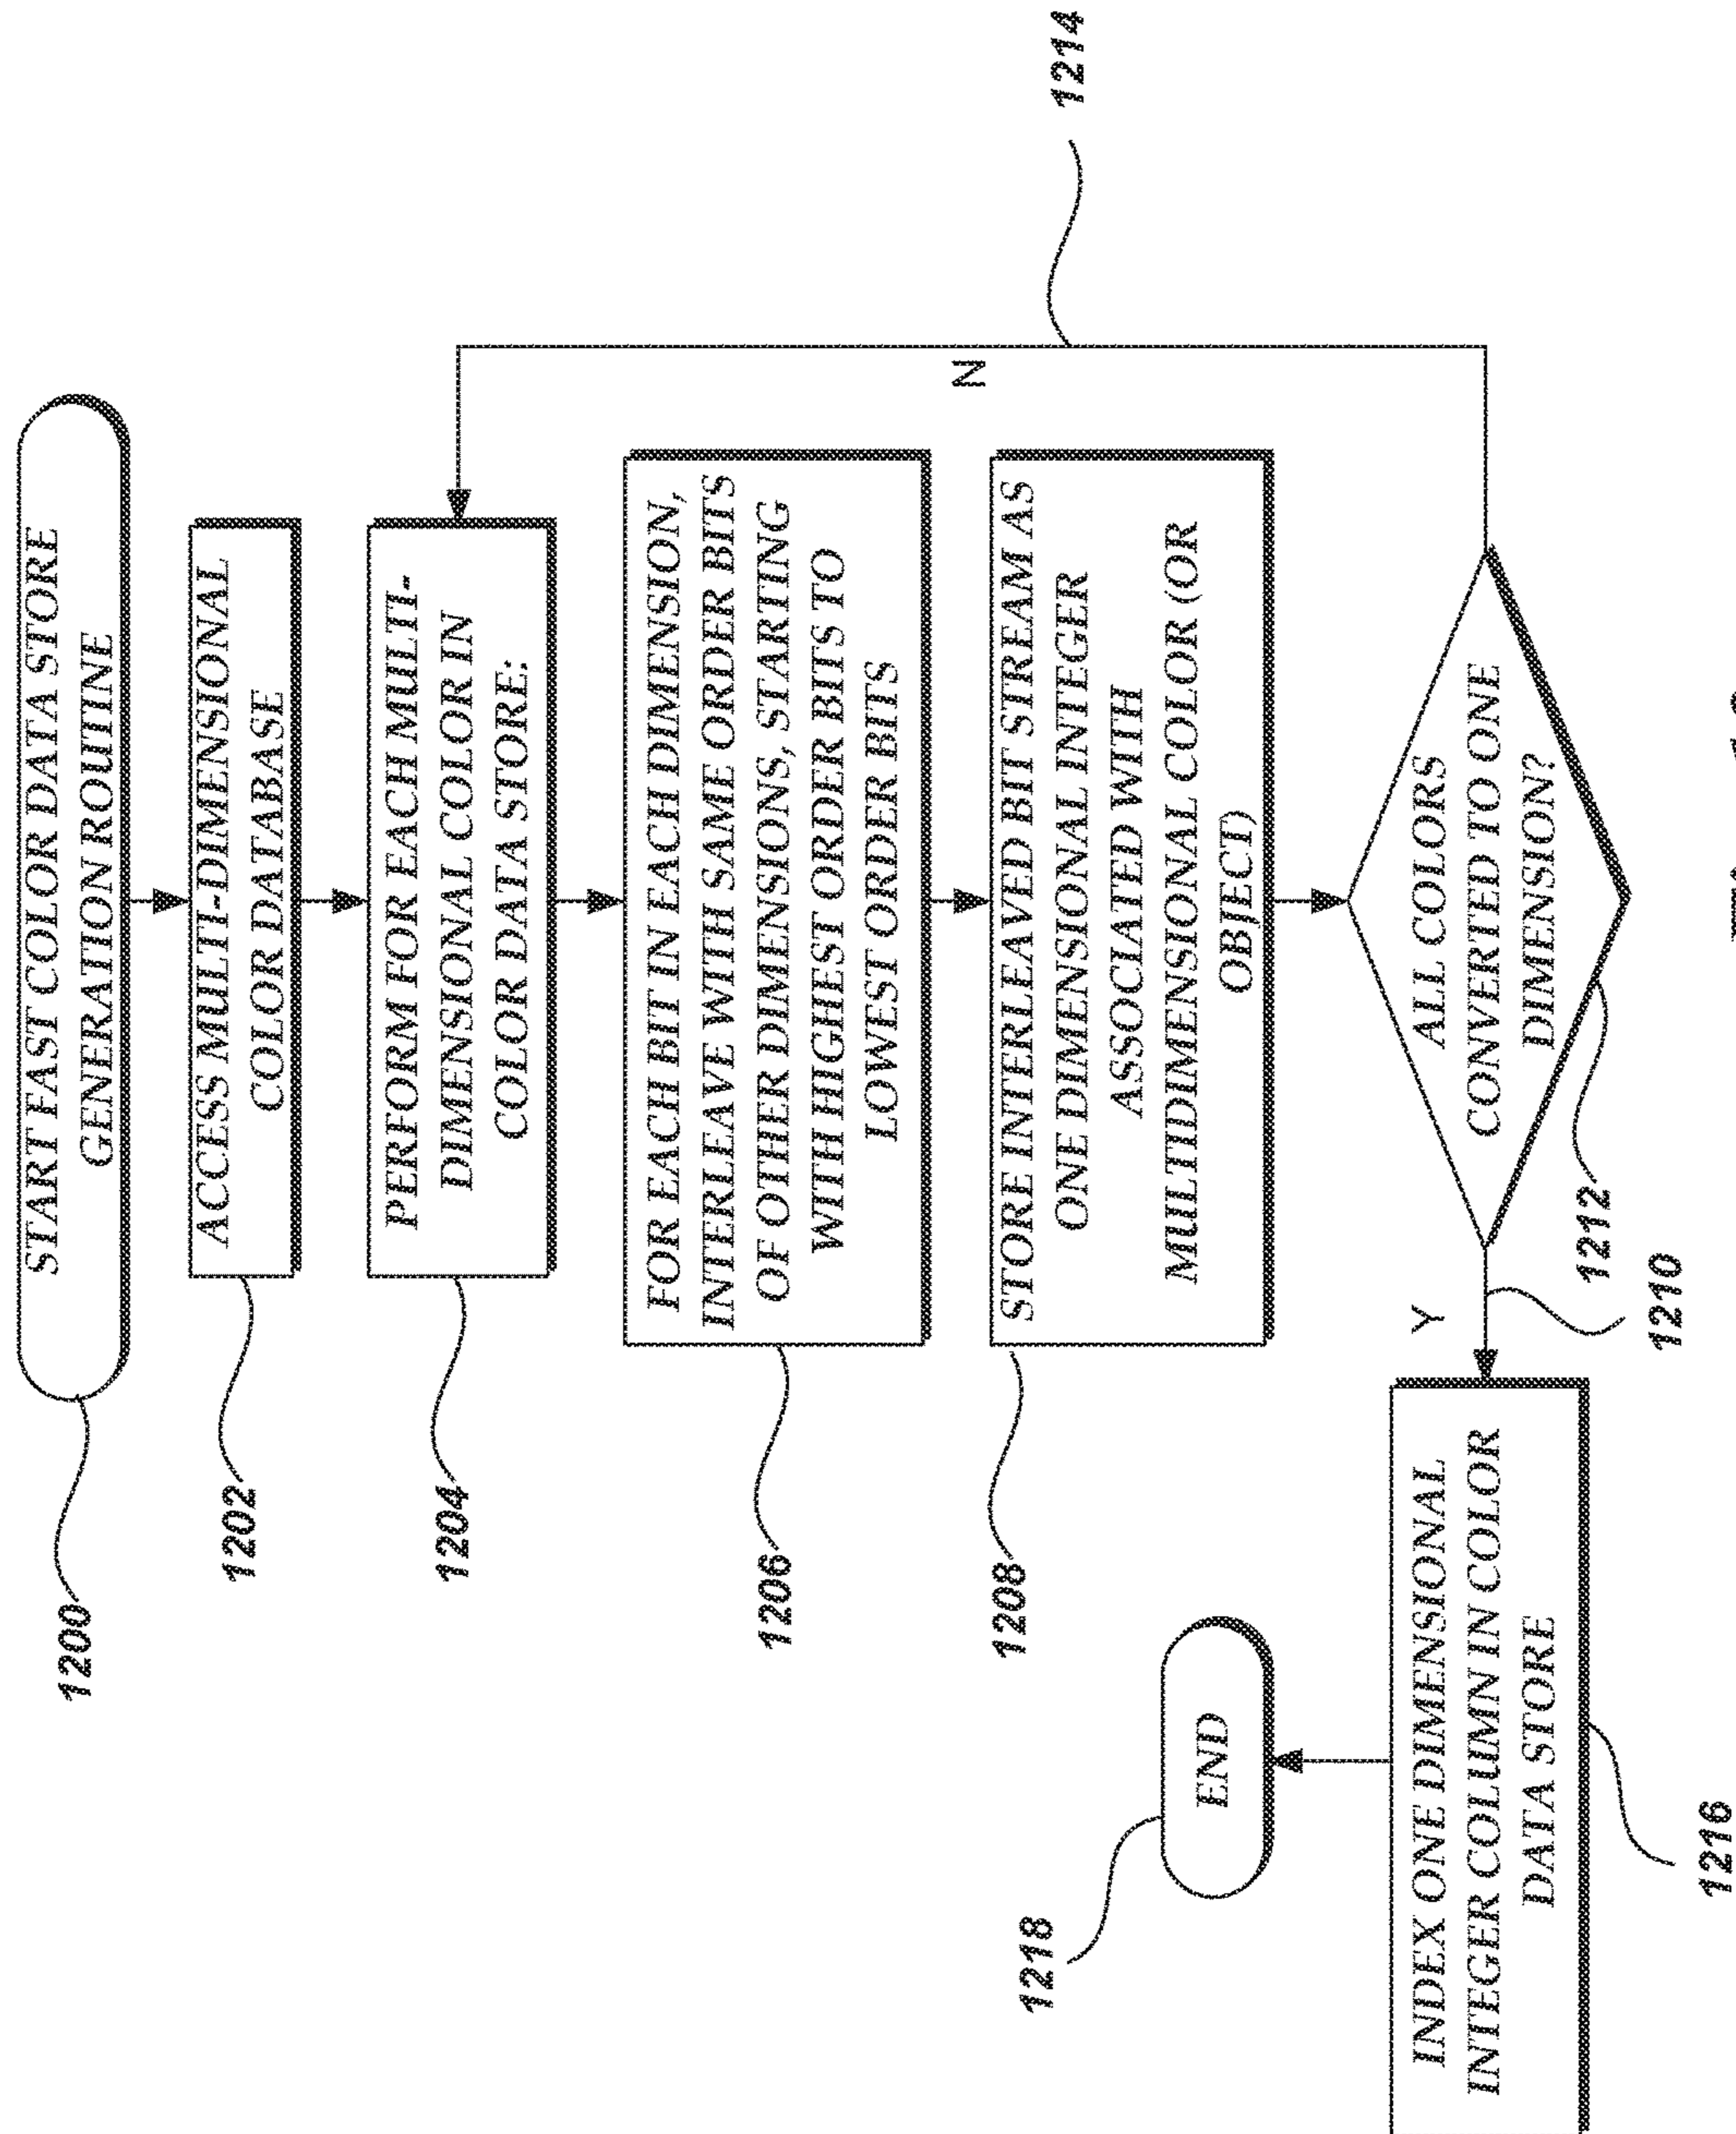 START FAST COLOR DATA STORE
GENERATION ROUTINE
1200
ACCESS MULTI-DIMENSIONAL
COLOR DATABASE
1202
PERFORM FOR EACH MULTI-
DIMENSIONAL COLOR IN
COLOR DATA STORE:
1204
FOR EACH BIT IN EACH DIMENSION,
INTERLEAVE WITH SAME ORDER BITS
OF OTHER DIMENSIONS, STARTING
WITH HIGHEST ORDER BITS TO
LOWEST ORDER BITS
1206
STORE INTERLEAVED BIT STREAM AS
ONE DIMENSIONAL INTEGER
ASSOCIATED WITH
MULTIDIMENSIONAL COLOR (OR
OBJECT)
1208
N
1214
ALL COLORS
CONVERTED TO ONE
DIMENSION?
1212
Y
1210
INDEX ONE DIMENSIONAL
INTEGER COLUMN IN COLOR
DATA STORE
1216
END
1218